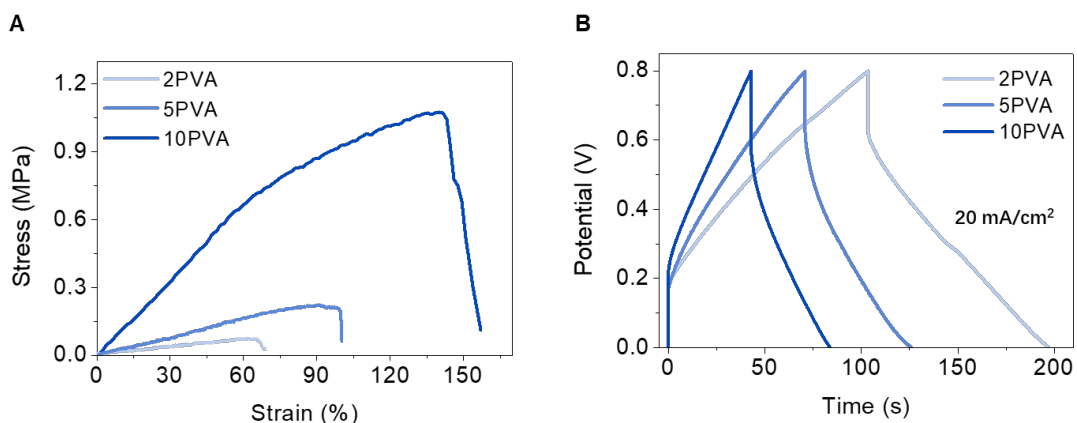 A
1.2
0.9
0.6
0.3
0.0
0
30
60
90
120
150
Stress (MPa)
Strain (%)
2PVA
5PVA
10PVA
B
0.8
0.6
0.4
0.2
0.0
0
50
100
150
200
Potential (V)
Time (s)
2PVA
5PVA
10PVA
20 mA/cm²